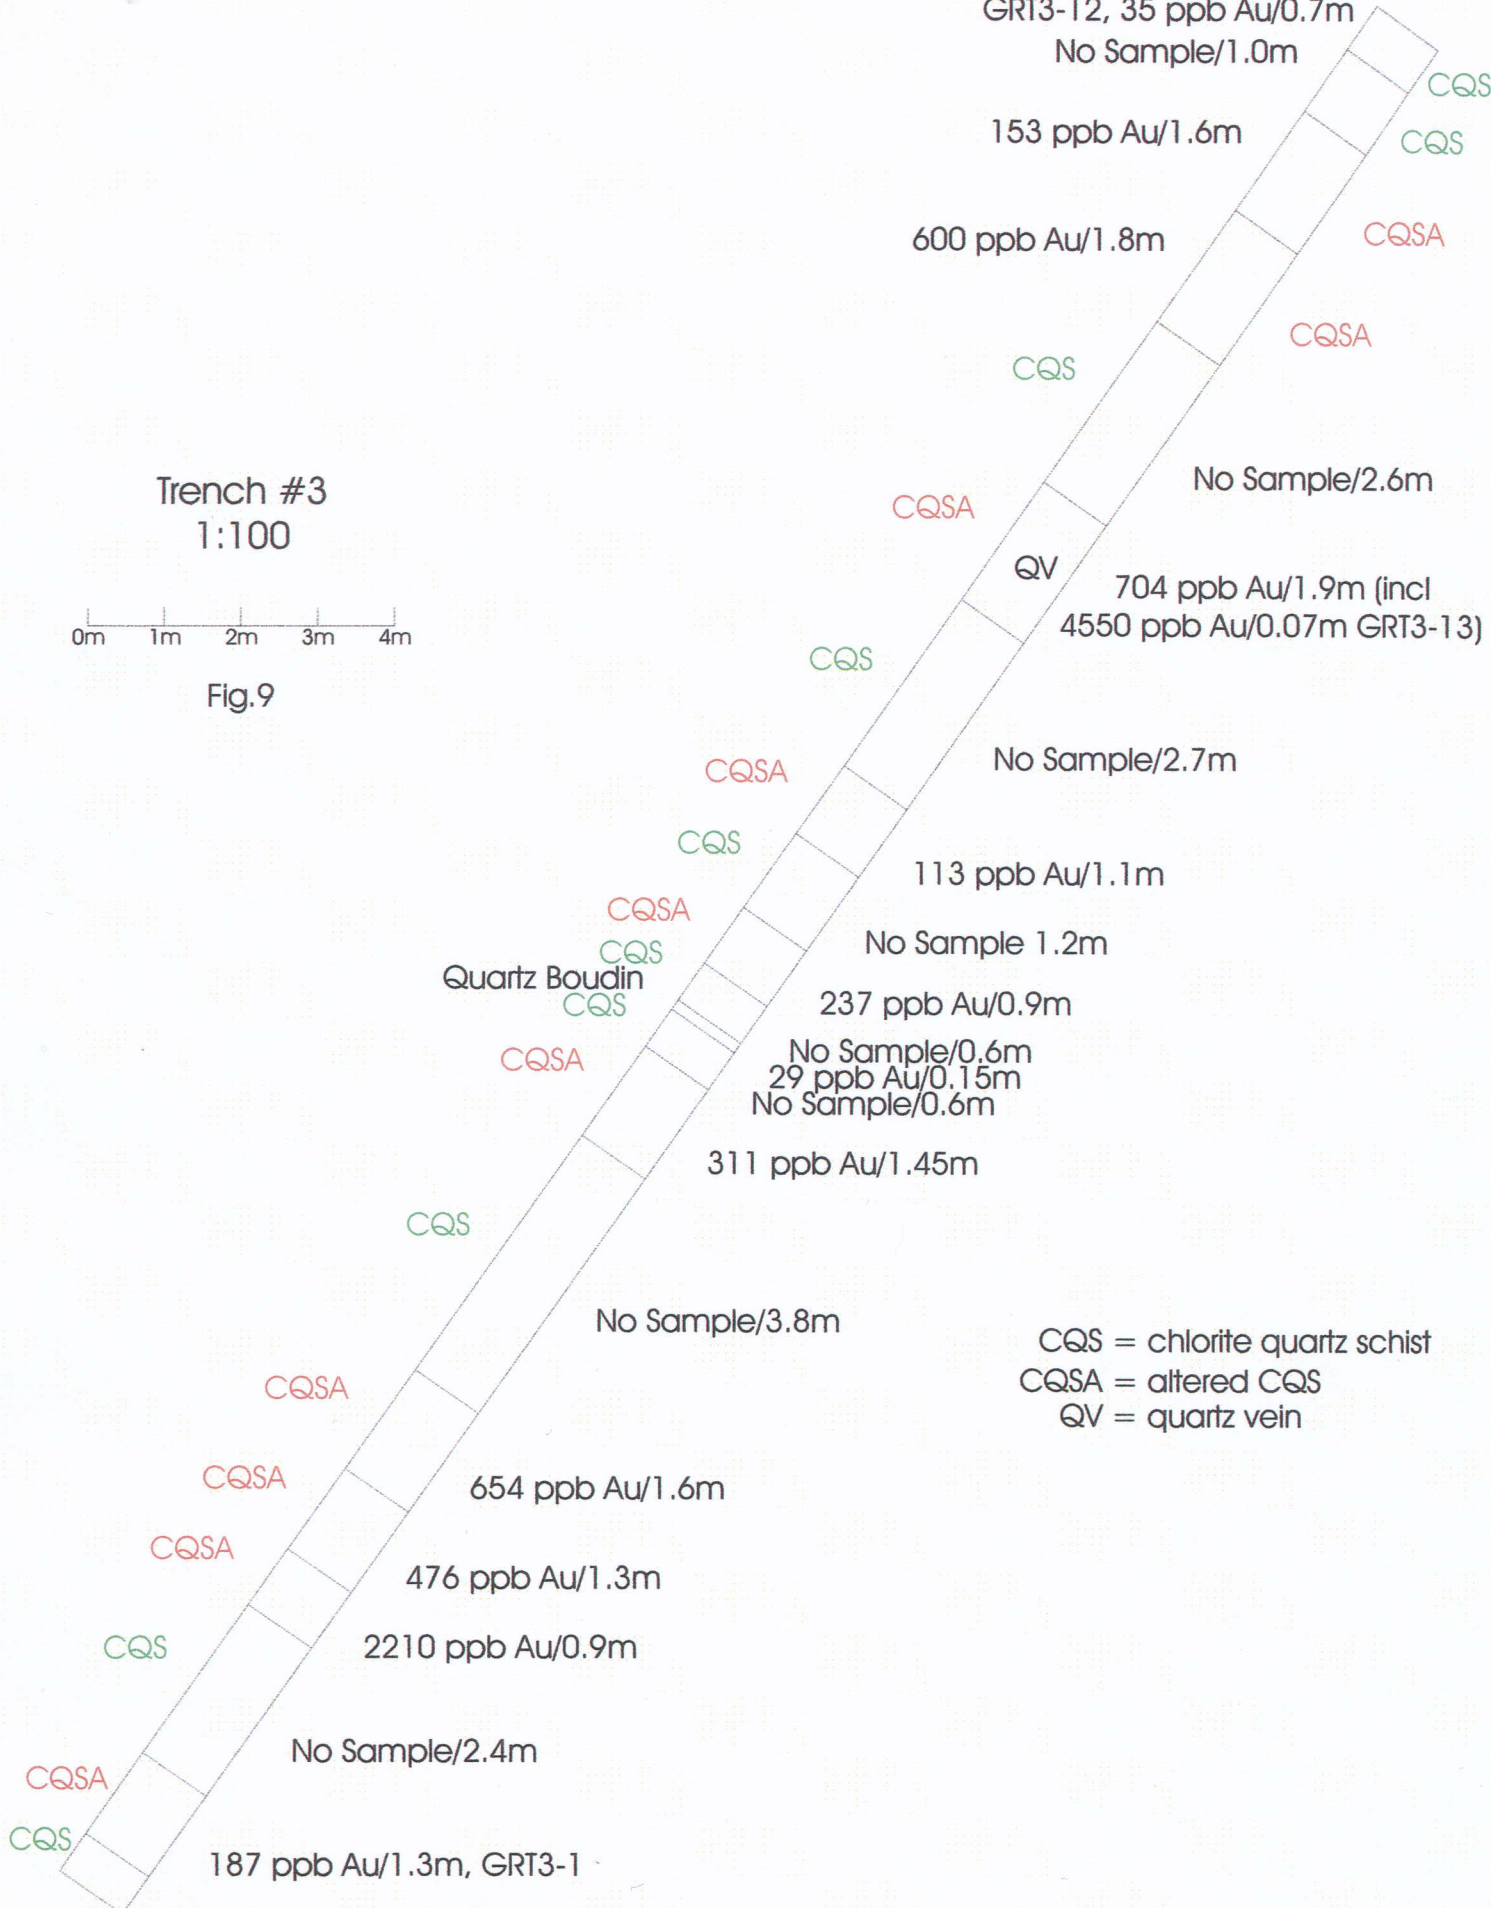 GRT3-12, 35 ppb Au/0.7m
No Sample/1.0m
CQS
153 ppb Au/1.6m
CQS
600 ppb Au/1.8m
CQSA
CQSA
CQS
No Sample/2.6m
CQSA
QV
704 ppb Au/1.9m (incl
4550 ppb Au/0.07m GRT3-13)
Trench #3
1:100
0m 1m 2m 3m 4m
Fig.9
CQS
No Sample/2.7m
CQSA
CQS
113 ppb Au/1.1m
CQSA
No Sample 1.2m
CQS
Quartz Boudin
CQS
237 ppb Au/0.9m
No Sample/0.6m
CQSA
29 ppb Au/0.15m
No Sample/0.6m
311 ppb Au/1.45m
CQS
No Sample/3.8m
CQS = chlorite quartz schist
CQSA = altered CQS
QV = quartz vein
CQSA
CQSA
654 ppb Au/1.6m
CQSA
476 ppb Au/1.3m
CQS
2210 ppb Au/0.9m
No Sample/2.4m
CQSA
CQS
187 ppb Au/1.3m, GRT3-1